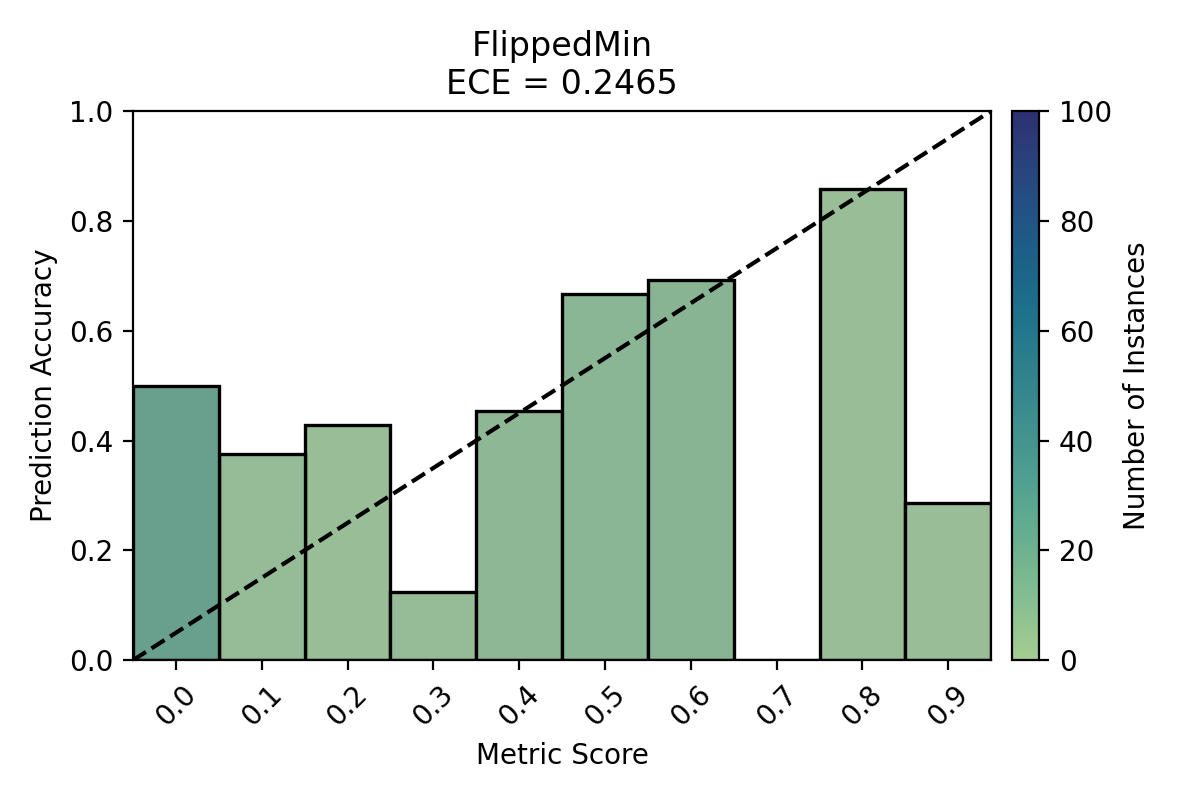 FlippedMin
ECE = 0.2465
1.0
0.8
0.6
0.4
0.2
0.0
Prediction Accuracy
0.0 0.1 0.2 0.3 0.4 0.5 0.6 0.7 0.8 0.9
Metric Score
100
80
60
40
20
0
Number of Instances